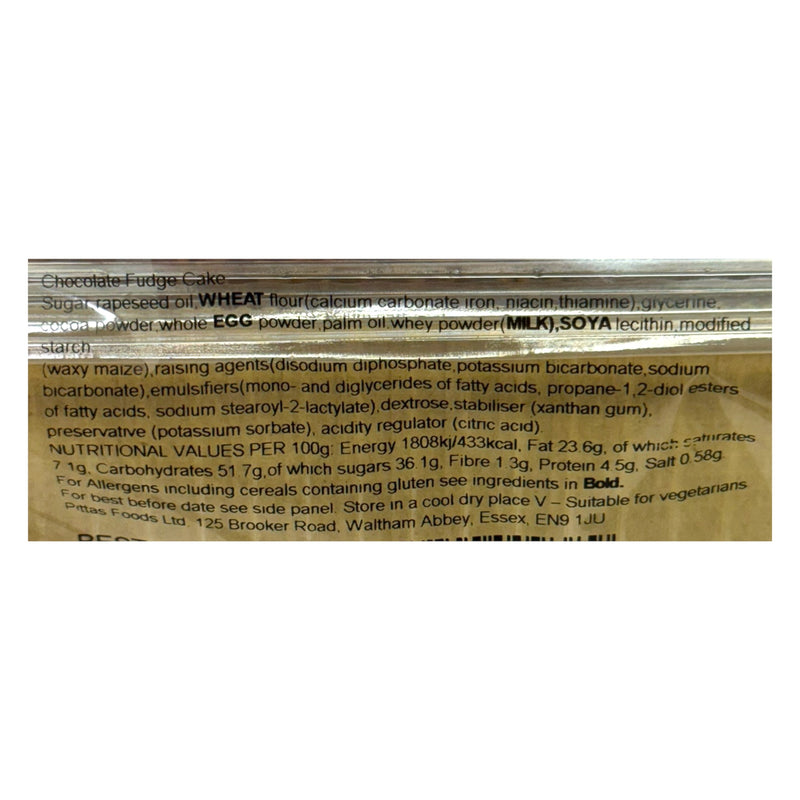 Chocolate Fudge Cake
Sugar,rapeseed oil,WHEAT flour(calcium carbonate iron, niacin,thiamine),glycerine,
cocoa powder,whole EGG powder,palm oil,whey powder(MILK),SOYA lecithin,modified
starch
(waxy maize),raising agents(disodium diphosphate,potassium bicarbonate,sodium
bicarbonate),emulsifiers(mono- and diglycerides of fatty acids, propane-1,2-diol esters
of fatty acids, sodium stearoyl-2-lactylate),dextrose,stabiliser (xanthan gum),
preservative (potassium sorbate), acidity regulator (citric acid)
NUTRITIONAL VALUES PER 100g: Energy 1808kj/433kcal, Fat 23.6g, of which saturates
7.1g, Carbohydrates 51.7g,of which sugars 36.1g, Fibre 1.3g, Protein 4.5g, Salt 0.58g.
For Allergens including cereals containing gluten see ingredients in Bold.
For best before date see side panel. Store in a cool dry place V – Suitable for vegetarians
Pittas Foods Ltd. 125 Brooker Road, Waltham Abbey, Essex, EN9 1JU